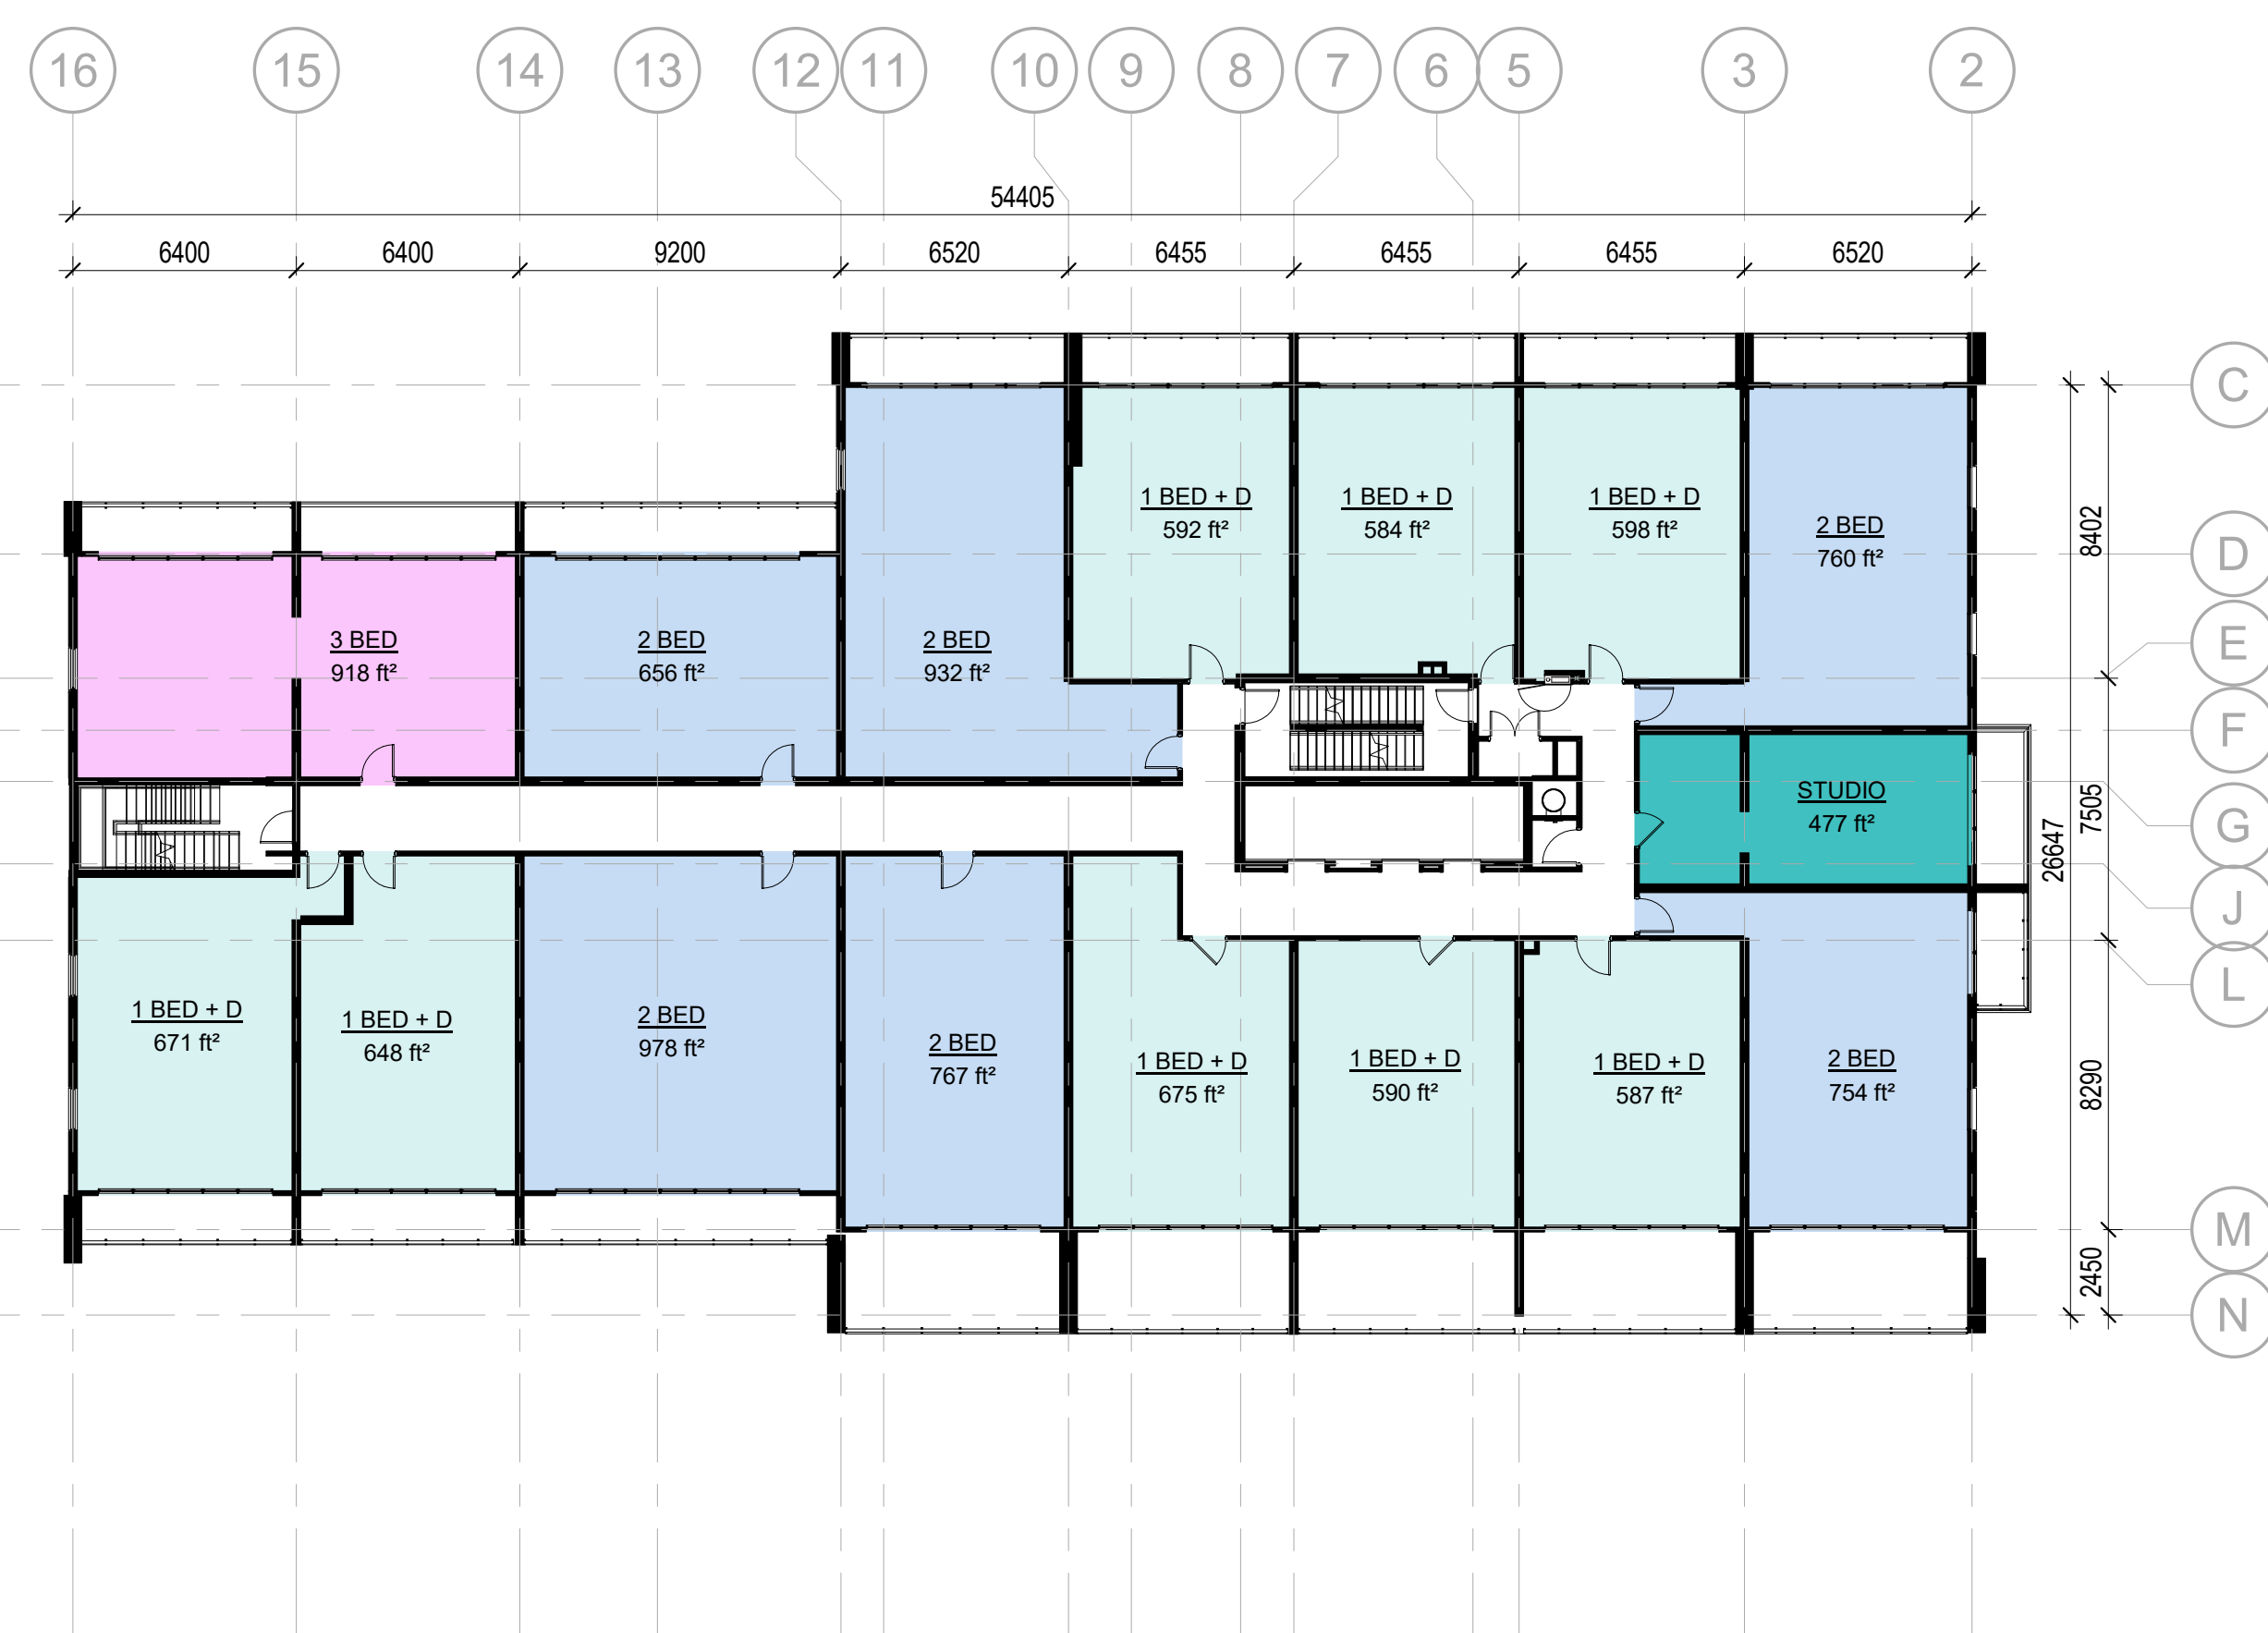 16 15 14 13 12 11 10 9 8 7 6 5 3 2
54405
6400 6400 9200 6520 6455 6455 6455 6520
C
D
E
F
G
J
L
M
N
8402
7505
26647
8290
2450
1 BED + D
592 ft²
1 BED + D
584 ft²
1 BED + D
598 ft²
2 BED
760 ft²
3 BED
918 ft²
2 BED
656 ft²
2 BED
932 ft²
STUDIO
477 ft²
1 BED + D
671 ft²
1 BED + D
648 ft²
2 BED
978 ft²
2 BED
767 ft²
1 BED + D
675 ft²
1 BED + D
590 ft²
1 BED + D
587 ft²
2 BED
754 ft²